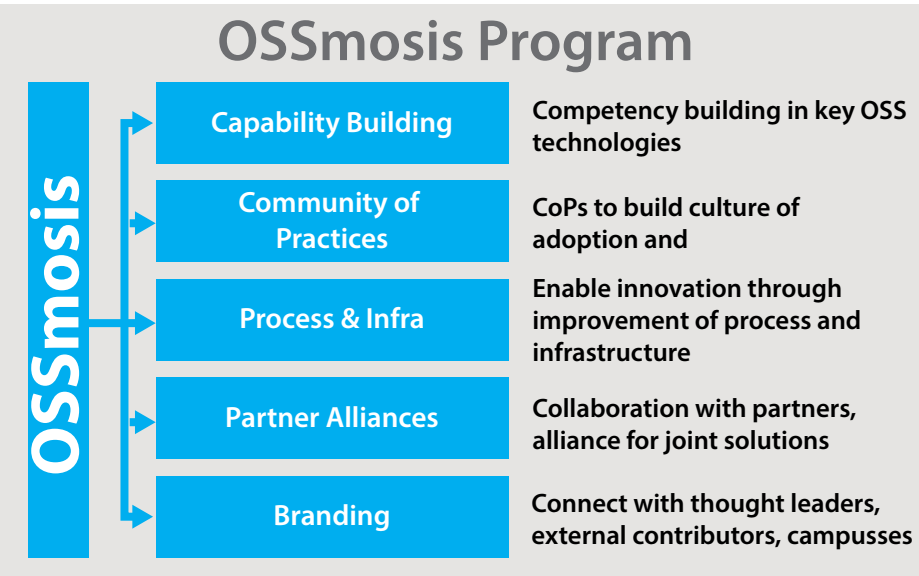 OSSmosis Program
OSSmosis
Capability Building
Competency building in key OSS
technologies
Community of
Practices
CoPs to build culture of
adoption and
Process & Infra
Enable innovation through
improvement of process and
infrastructure
Partner Alliances
Collaboration with partners,
alliance for joint solutions
Branding
Connect with thought leaders,
external contributors, campusses